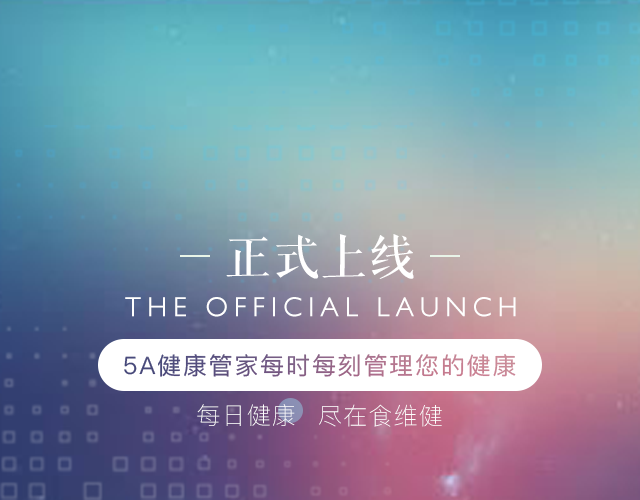 — 正式上线 —
THE OFFICIAL LAUNCH
5A健康管家每时每刻管理您的健康
每日健康 尽在食维健